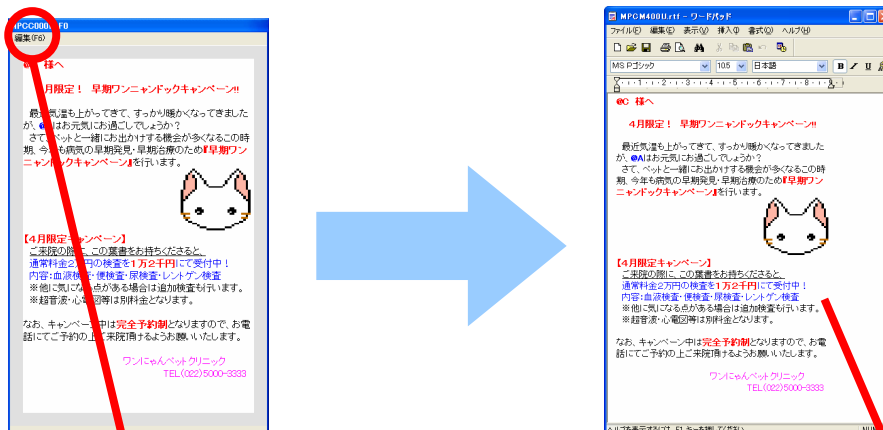 編集(F6)
様へ
月限定！ 早期ワンニャンドックキャンペーン!!
最近気温も上がってきて、すっかり暖かくなってきました
が、@Aはお元気にお過ごしでしょうか？
さて、ペットと一緒にお出かけする機会が多くなるこの時
期、今年も病気の早期発見・早期治療のため『早期ワン
ニャンドックキャンペーン』を行います。
【4月限定キャンペーン】
ご来院の際に、この葉書をお持ちくださると、
通常料金2万円の検査を1万2千円にて受付中！
内容:血液検査・便検査・尿検査・レントゲン検査
※他に気になる点がある場合は追加検査も行います。
※超音波・心電図等は別料金となります。
なお、キャンペーン中は完全予約制となりますので、お電
話にてご予約の上ご来院頂けるようお願いいたします。
ワンにゃんペットクリニック
TEL(022)5000-3333
MPCM400U.rtf - ワードパッド
ファイル(F) 編集(E) 表示(V) 挿入(I) 書式(O) ヘルプ(H)
MS Pゴシック 10.5 日本語 B I U
1 2 3 4 5 6 7 8
@C 様へ
4月限定！ 早期ワンニャンドックキャンペーン!!
最近気温も上がってきて、すっかり暖かくなってきました
が、@Aはお元気にお過ごしでしょうか？
さて、ペットと一緒にお出かけする機会が多くなるこの時
期、今年も病気の早期発見・早期治療のため『早期ワン
ニャンドックキャンペーン』を行います。
【4月限定キャンペーン】
ご来院の際に、この葉書をお持ちくださると、
通常料金2万円の検査を1万2千円にて受付中！
内容:血液検査・便検査・尿検査・レントゲン検査
※他に気になる点がある場合は追加検査も行います。
※超音波・心電図等は別料金となります。
なお、キャンペーン中は完全予約制となりますので、お電
話にてご予約の上ご来院頂けるようお願いいたします。
ワンにゃんペットクリニック
TEL(022)5000-3333